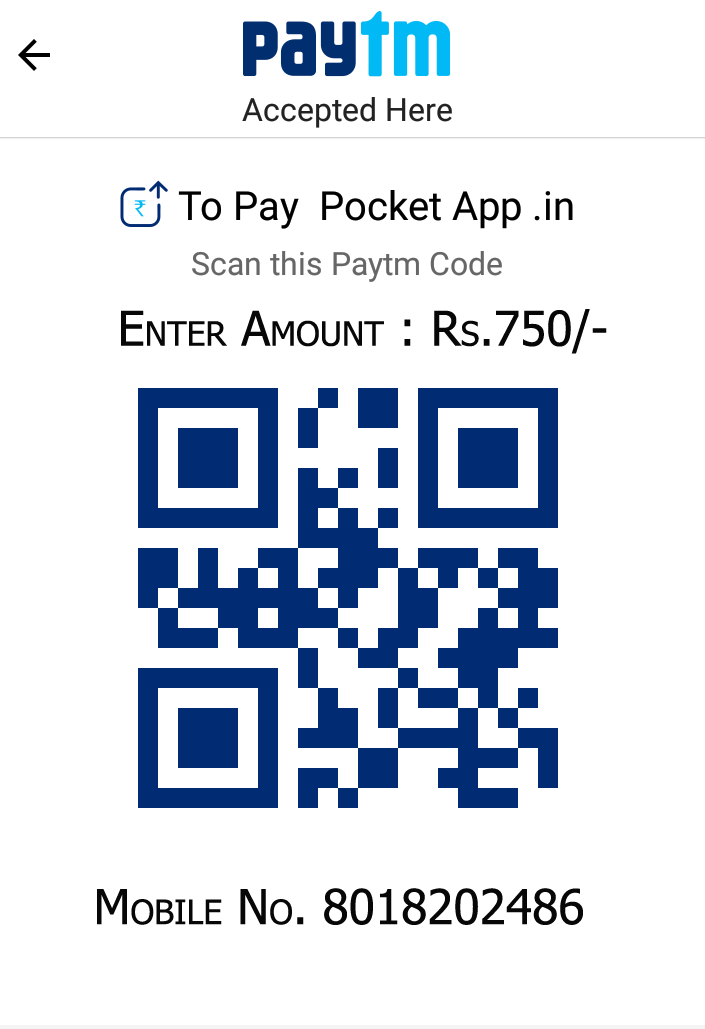 paytm
Accepted Here
₹ To Pay Pocket App .in
Scan this Paytm Code
Enter Amount : Rs.750/-
Mobile No. 8018202486